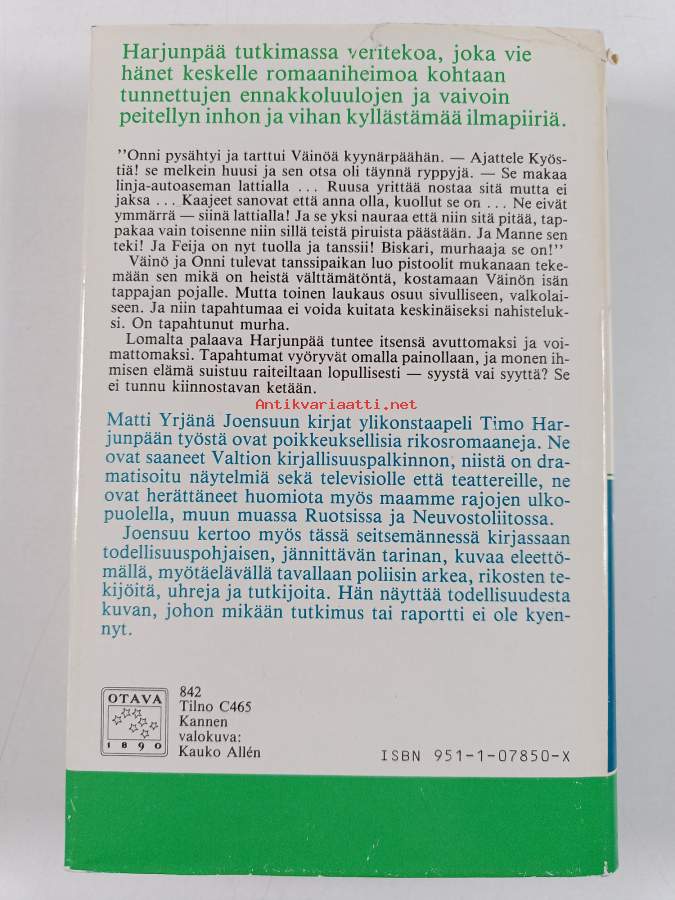 Harjunpää tutkimassa veritekoa, joka vie
hänet keskelle romaaniheimoa kohtaan
tunnettujen ennakkoluulojen ja vaivoin
peitellyn inhon ja vihan kyllästämää ilmapiiriä.
”Onni pysähtyi ja tarttui Väinöä kyynärpäähän. — Ajattele Kyös-
tiä! se melkein huusi ja sen otsa oli täynnä ryppyjä. — Se makaa
linja-autoaseman lattialla ... Ruusa yrittää nostaa sitä mutta ei
jaksa ... Kaajeet sanovat että anna olla, kuollut se on ... Ne eivät
ymmärrä — siinä lattialla! Ja se yksi nauraa että niin sitä pitää, tap-
pakaa vain toisenne niin sillä teistä piruista päästään. Ja Manne sen
teki! Ja Feija on nyt tuolla ja tanssii! Biskari, murhaaja se on!”
Väinö ja Onni tulevat tanssipaikan luo pistoolit mukanaan teke-
mään sen mikä on heistä välttämätöntä, kostamaan Väinön isän
tappajan pojalle. Mutta toinen laukaus osuu sivulliseen, valkolai-
seen. Ja niin tapahtumaa ei voida kuitata keskinäiseksi nahisteluk-
si. On tapahtunut murha.
Lomalta palaava Harjunpää tuntee itsensä avuttomaksi ja voi-
mattomaksi. Tapahtumat vyöryvät omalla painollaan, ja monen ih-
misen elämä suistuu raiteiltaan lopullisesti — syystä vai syyttä? Se
ei tunnu kiinnostavan ketään.
Antikvariaatti.net
Matti Yrjänä Joensuun kirjat ylikonstaapeli Timo Har-
junpään työstä ovat poikkeuksellisia rikosromaaneja. Ne
ovat saaneet Valtion kirjallisuuspalkinnon, niistä on dra-
matisoitu näytelmiä sekä televisiolle että teattereille, ne
ovat herättäneet huomiota myös maamme rajojen ulko-
puolella, muun muassa Ruotsissa ja Neuvostoliitossa.
Joensuu kertoo myös tässä seitsemännessä kirjassaan
todellisuuspohjaisen, jännittävän tarinan, kuvaa eleettö-
mällä, myötäelävällä tavallaan poliisin arkea, rikosten te-
kijöitä, uhreja ja tutkijoita. Hän näyttää todellisuudesta
kuvan, johon mikään tutkimus tai raportti ei ole kyen-
nyt.
OTAVA
1890
842
Tilno C465
Kannen
valokuva:
Kauko Allén
ISBN 951-1-07850-X